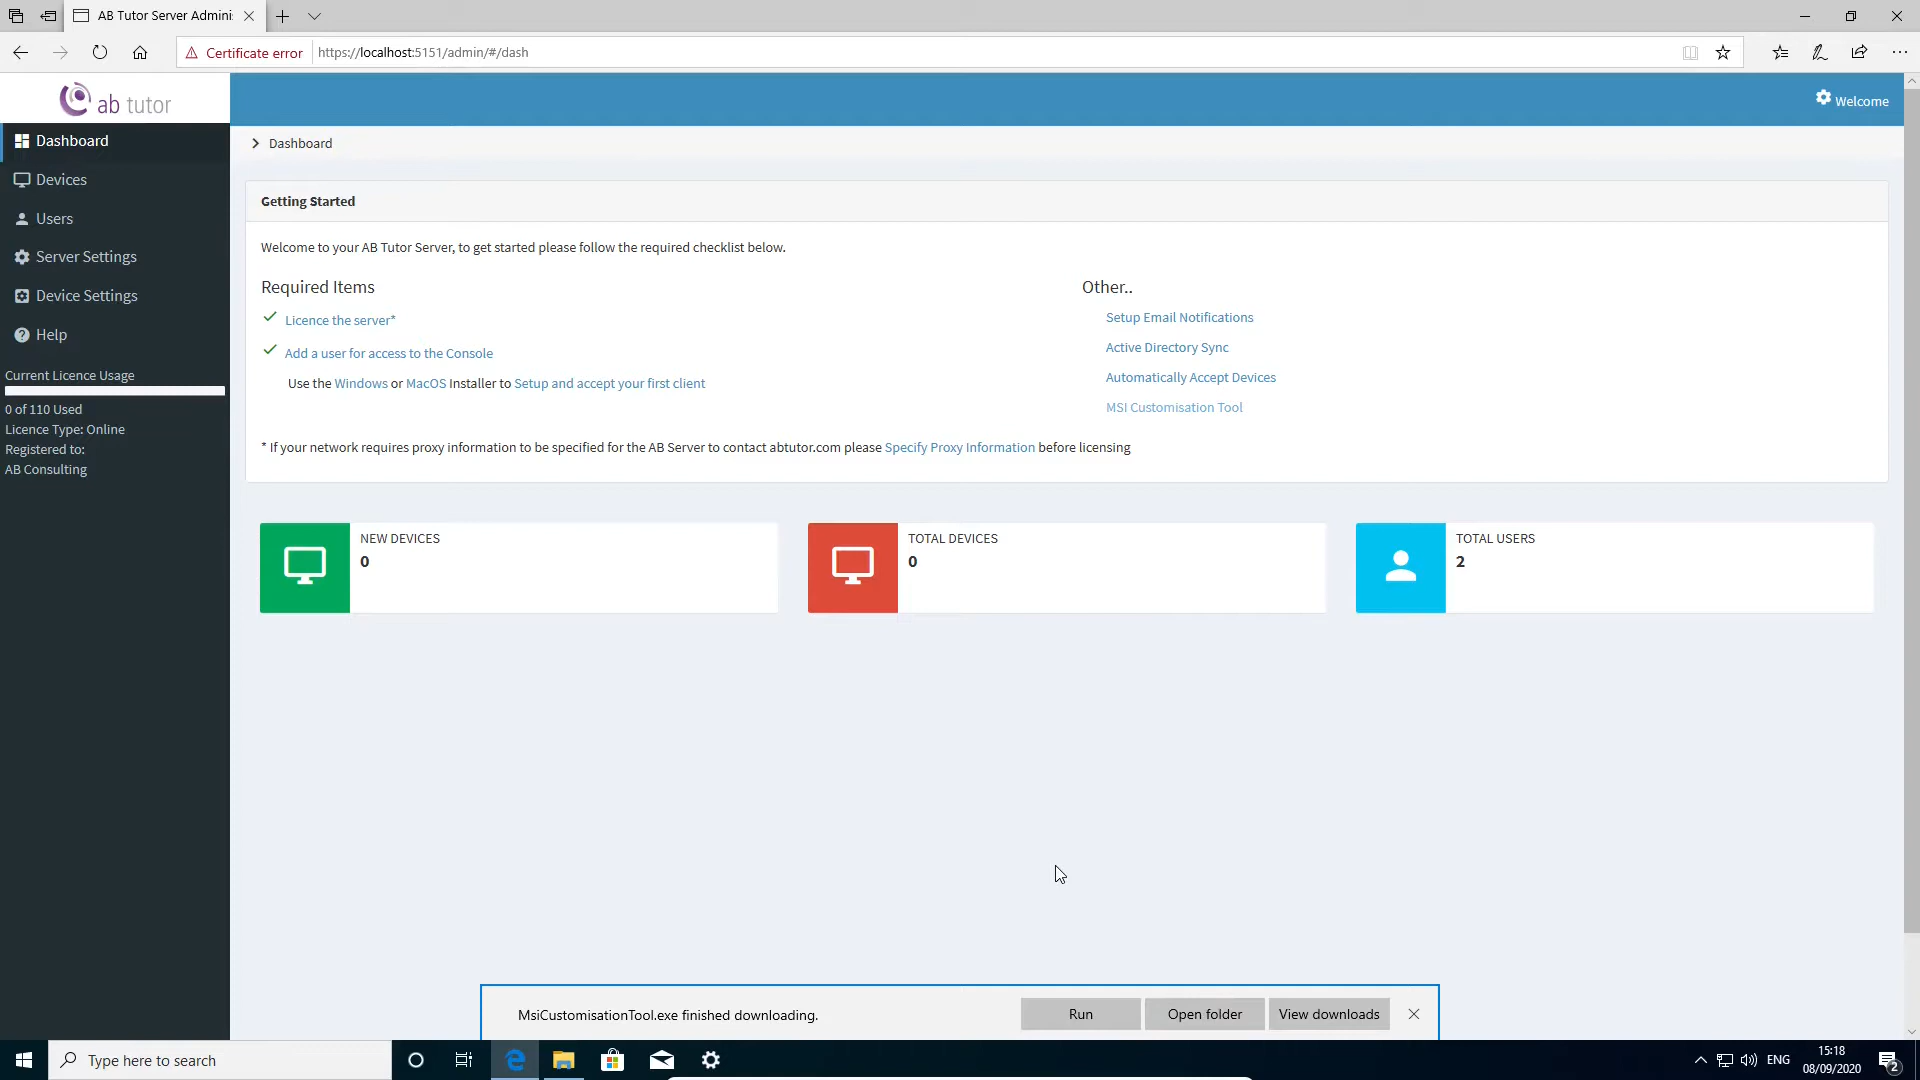 AB Tutor Server Admini
Certificate error
https://localhost:5151/admin/#/dash
ab tutor
Welcome
Dashboard
Devices
Users
Server Settings
Device Settings
Help
Current Licence Usage
0 of 110 Used
Licence Type: Online
Registered to:
AB Consulting
Dashboard
Getting Started
Welcome to your AB Tutor Server, to get started please follow the required checklist below.
Required Items
Licence the server*
Add a user for access to the Console
Use the Windows or MacOS Installer to Setup and accept your first client
Other..
Setup Email Notifications
Active Directory Sync
Automatically Accept Devices
MSI Customisation Tool
* If your network requires proxy information to be specified for the AB Server to contact abtutor.com please Specify Proxy Information before licensing
NEW DEVICES
0
TOTAL DEVICES
0
TOTAL USERS
2
MsiCustomisationTool.exe finished downloading.
Run
Open folder
View downloads
Type here to search
ENG
15:18
08/09/2020
2